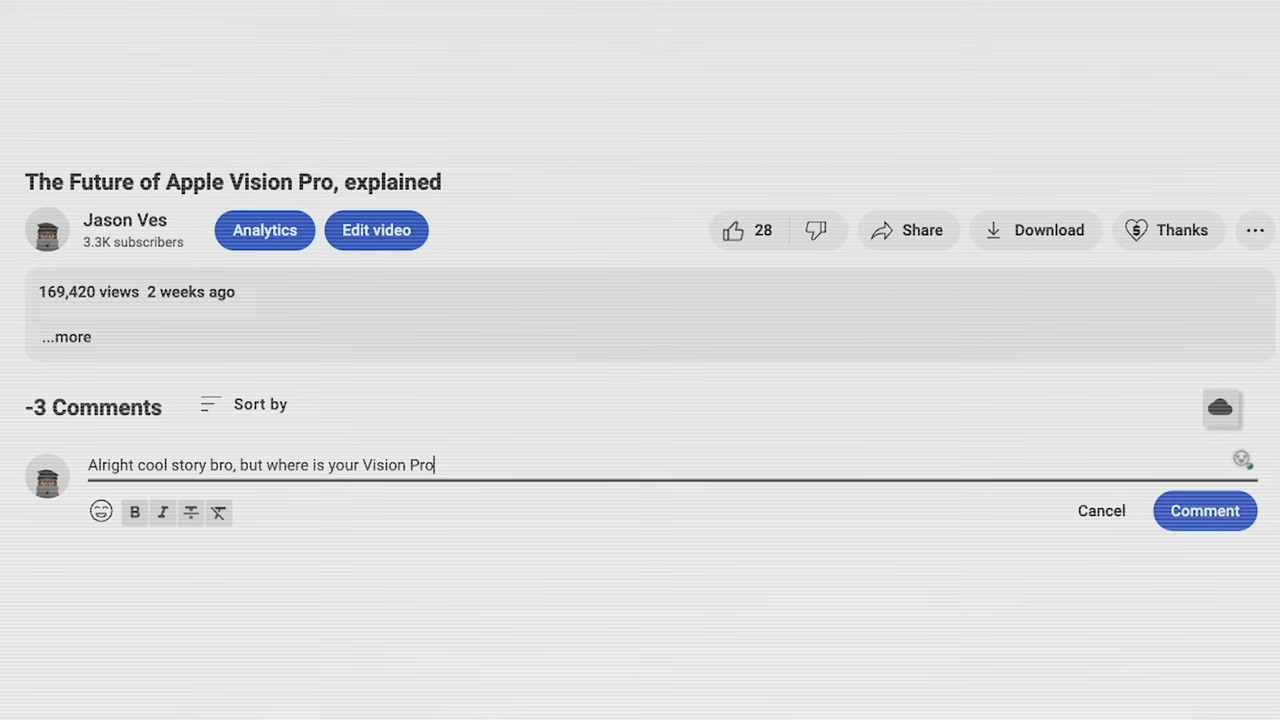 The Future of Apple Vision Pro, explained
Jason Ves
3.3K subscribers
Analytics
Edit video
28
Share
Download
Thanks
169,420 views 2 weeks ago
...more
-3 Comments
Sort by
Alright cool story bro, but where is your Vision Pro
B I
Cancel
Comment